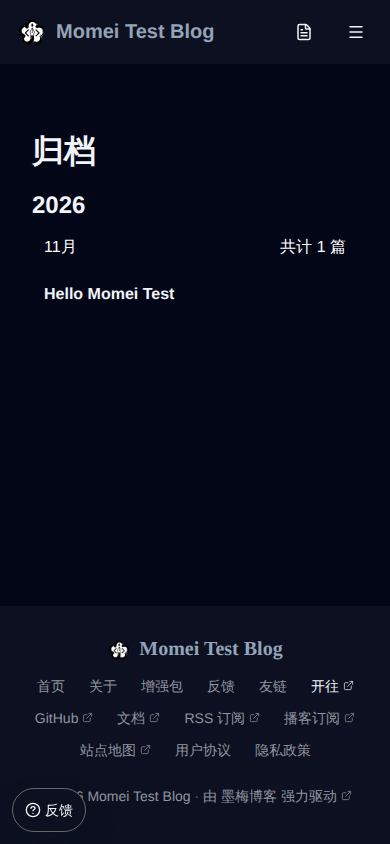 Momei Test Blog
归档
2026
11月 共计 1 篇
Hello Momei Test
Momei Test Blog
首页 关于 增强包 反馈 友链 开往
GitHub 文档 RSS 订阅 播客订阅
站点地图 用户协议 隐私政策
6 Momei Test Blog · 由 墨梅博客 强力驱动
反馈